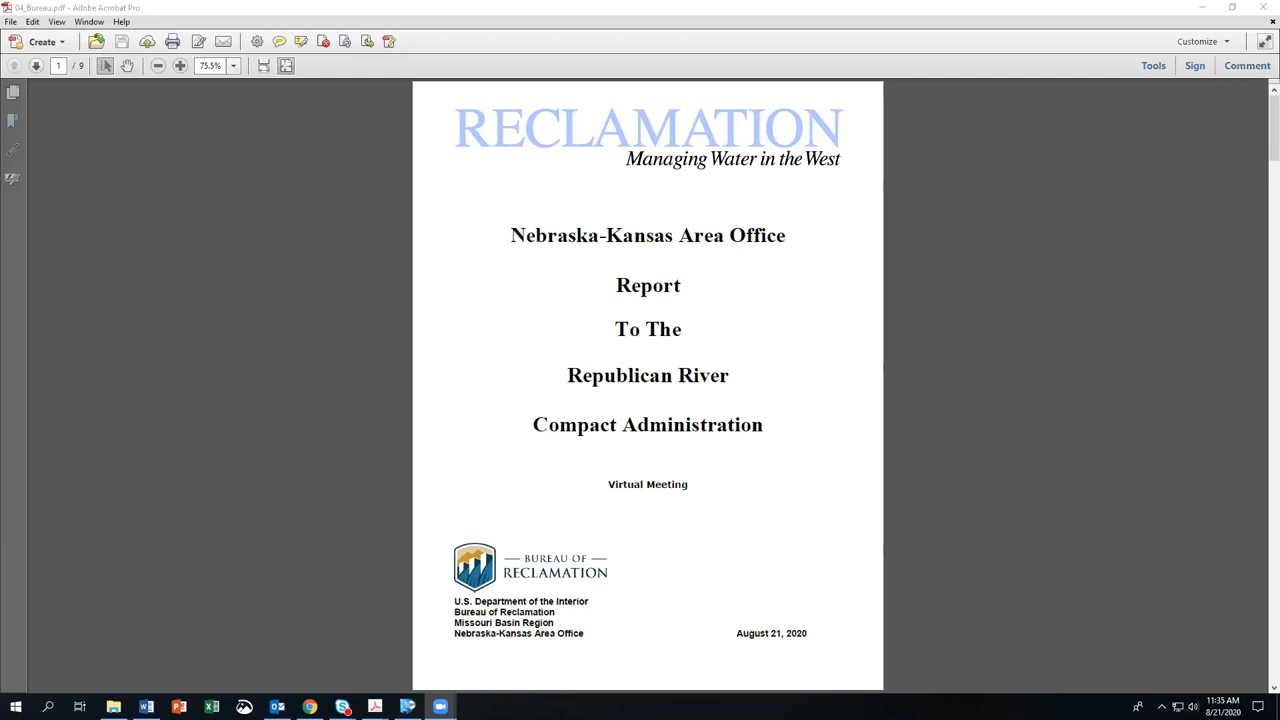 04_Bureau.pdf - Adobe Acrobat Pro
File Edit View Window Help
Create Customize
1 / 9 75.5% Tools Sign Comment
RECLAMATION
Managing Water in the West
Nebraska-Kansas Area Office
Report
To The
Republican River
Compact Administration
Virtual Meeting
BUREAU OF
RECLAMATION
U.S. Department of the Interior
Bureau of Reclamation
Missouri Basin Region
Nebraska-Kansas Area Office August 21, 2020
11:35 AM
8/21/2020